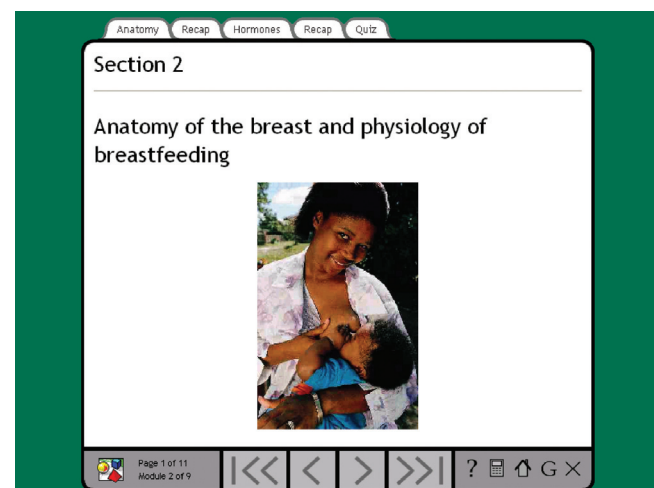 Anatomy Recap Hormones Recap Quiz
Section 2
Anatomy of the breast and physiology of
breastfeeding
Page 1 of 11
Module 2 of 9
|<< < > >>| ? G ×